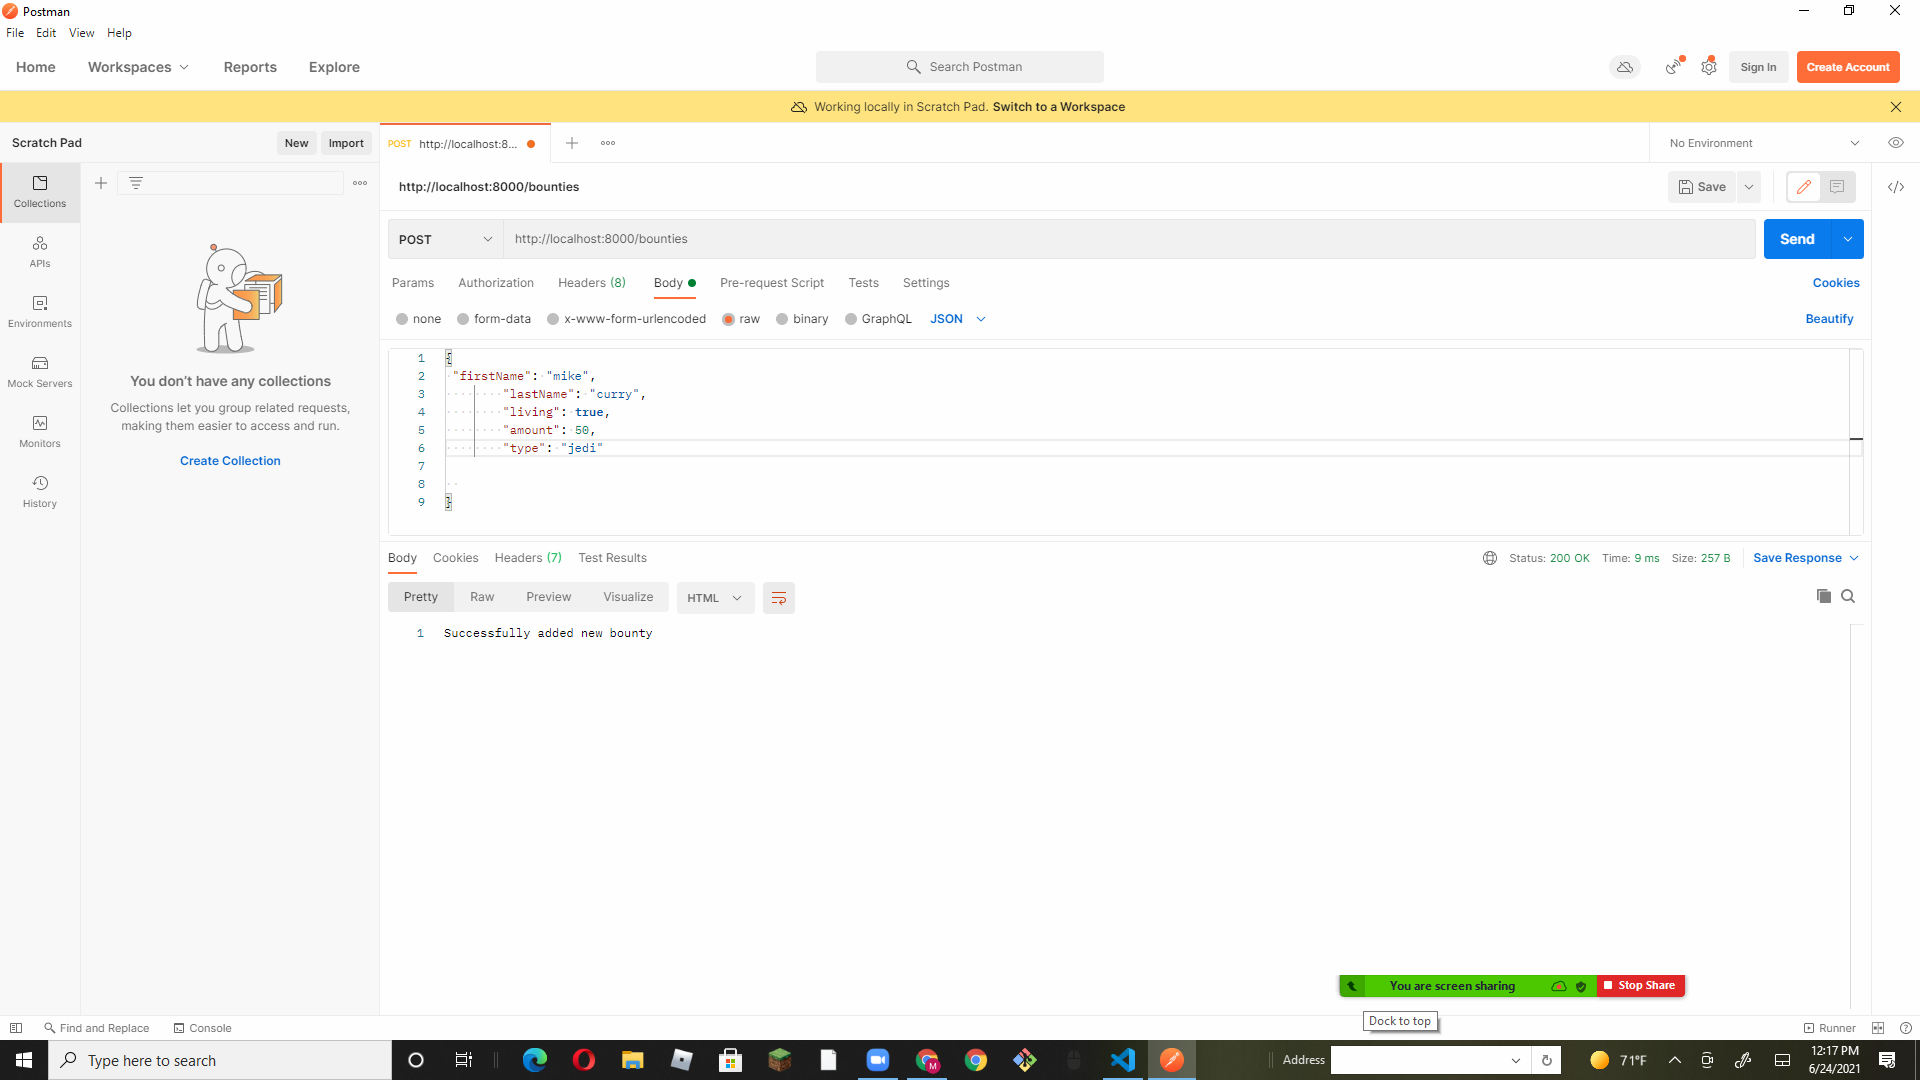 Postman
File Edit View Help
Home Workspaces Reports Explore
Search Postman
Sign In Create Account
Working locally in Scratch Pad. Switch to a Workspace
Scratch Pad New Import
POST http://localhost:8...
No Environment
Collections
http://localhost:8000/bounties
Save
POST http://localhost:8000/bounties
Send
APIs
Params Authorization Headers (8) Body Pre-request Script Tests Settings Cookies
Environments
none form-data x-www-form-urlencoded raw binary GraphQL JSON Beautify
Mock Servers
You don't have any collections
Collections let you group related requests,
making them easier to access and run.
Create Collection
Monitors
History
1 {
2 "firstName": "mike",
3 "lastName": "curry",
4 "living": true,
5 "amount": 50,
6 "type": "jedi"
7
8
9 }
Body Cookies Headers (7) Test Results
Status: 200 OK Time: 9 ms Size: 257 B Save Response
Pretty Raw Preview Visualize HTML
1 Successfully added new bounty
You are screen sharing Stop Share
Dock to top
Find and Replace Console
Runner
Type here to search
M
Address
71°F
12:17 PM
6/24/2021